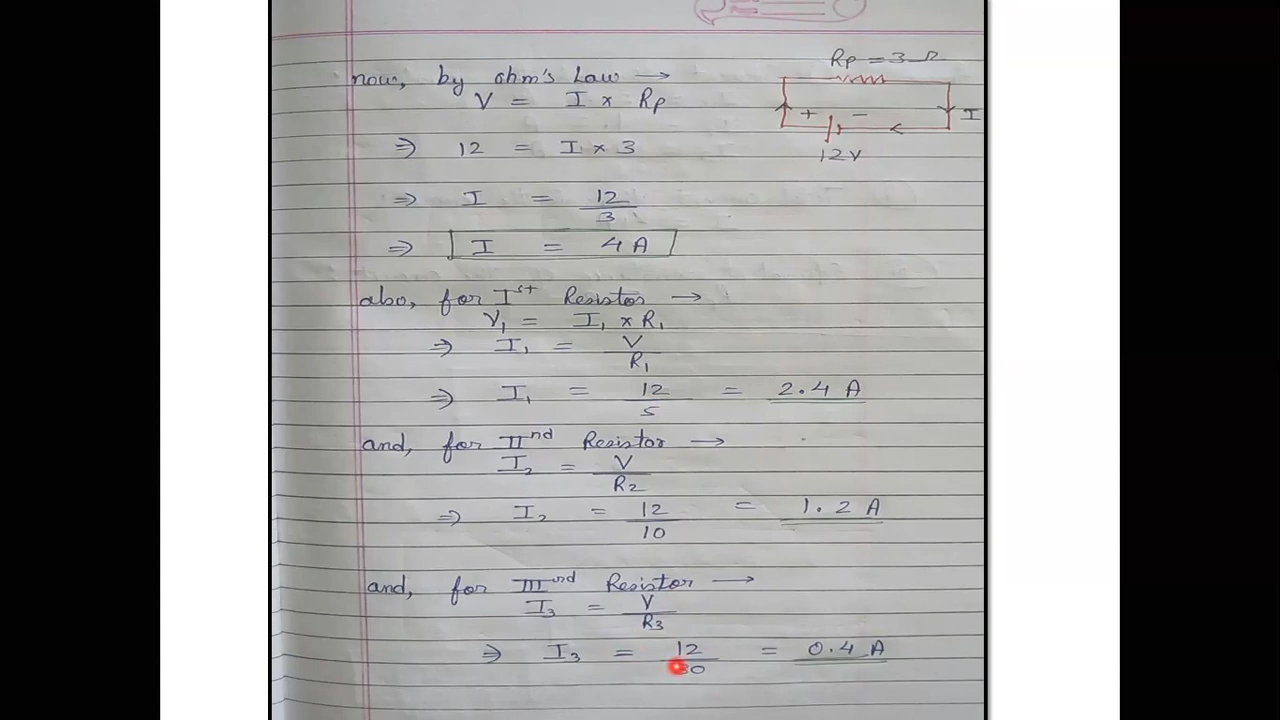 Rp = 3 Ω
now, by ohm's Law →
V = I × Rp
+ -
I
12V
⇒ 12 = I × 3
⇒ I = 12/3
⇒ I = 4 A
also, for Ist Resistor →
V₁ = I₁ × R₁
⇒ I₁ = V/R₁
⇒ I₁ = 12/5 = 2.4 A
and, for IInd Resistor →
I₂ = V/R₂
⇒ I₂ = 12/10 = 1.2 A
and, for IIIrd Resistor →
I₃ = V/R₃
⇒ I₃ = 12/30 = 0.4 A